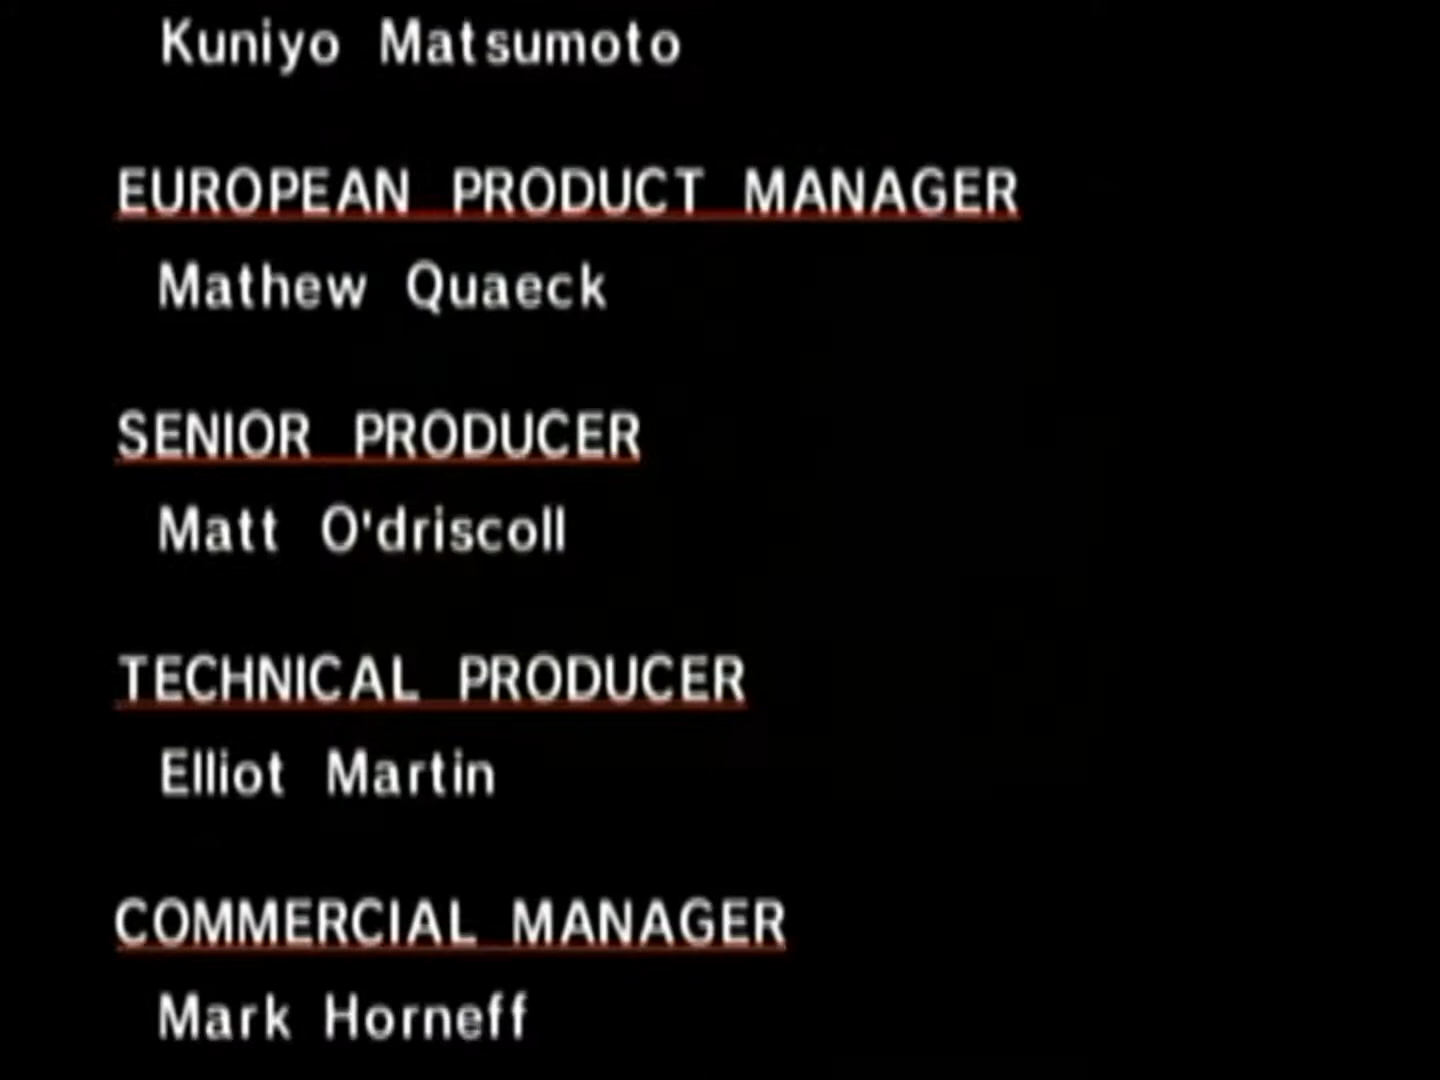 Kuniyo Matsumoto
EUROPEAN PRODUCT MANAGER
Mathew Quaeck
SENIOR PRODUCER
Matt O'driscoll
TECHNICAL PRODUCER
Elliot Martin
COMMERCIAL MANAGER
Mark Horneff